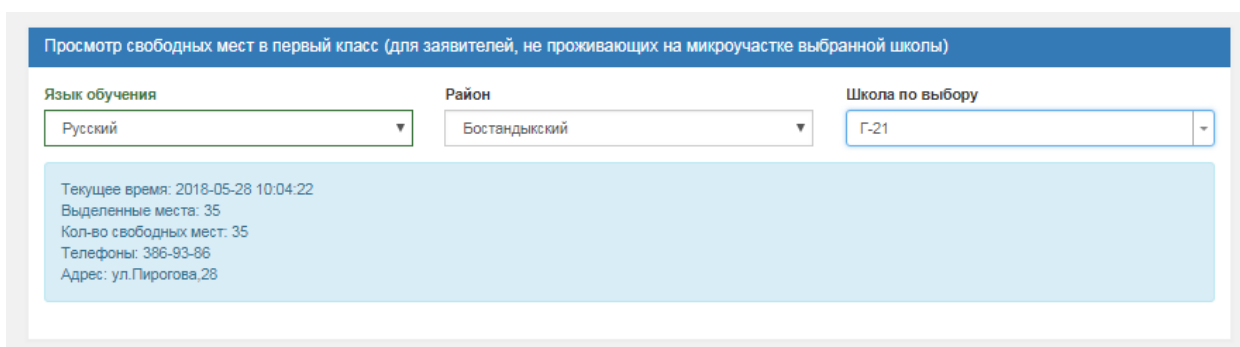 Просмотр свободных мест в первый класс (для заявителей, не проживающих на микроучастке выбранной школы)
Язык обучения Район Школа по выбору
Русский Бостандыкский Г-21
Текущее время: 2018-05-28 10:04:22
Выделенные места: 35
Кол-во свободных мест: 35
Телефоны: 386-93-86
Адрес: ул.Пирогова,28